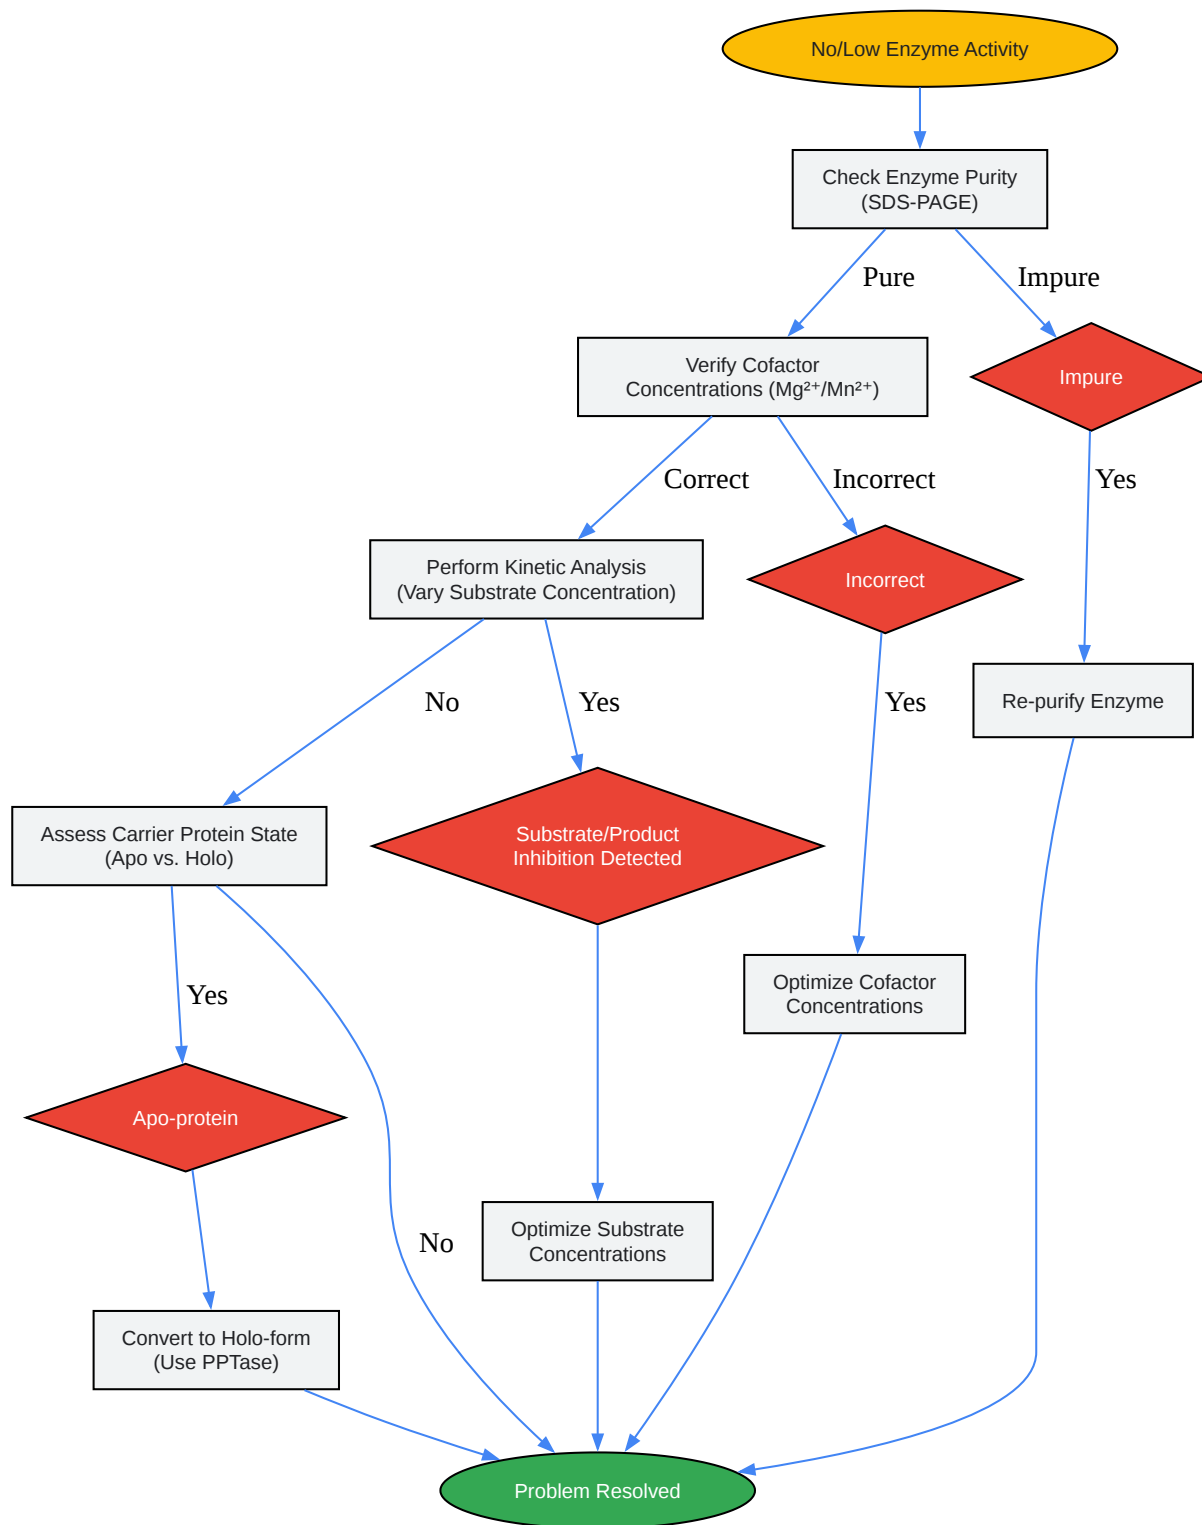 No/Low Enzyme Activity
Check Enzyme Purity
(SDS-PAGE)
Pure
Impure
Verify Cofactor
Concentrations (Mg²⁺/Mn²⁺)
Impure
Correct
Incorrect
Yes
Perform Kinetic Analysis
(Vary Substrate Concentration)
Incorrect
No
Yes
Yes
Re-purify Enzyme
Assess Carrier Protein State
(Apo vs. Holo)
Substrate/Product
Inhibition Detected
Yes
Optimize Cofactor
Concentrations
Apo-protein
No
Optimize Substrate
Concentrations
Convert to Holo-form
(Use PPTase)
Problem Resolved